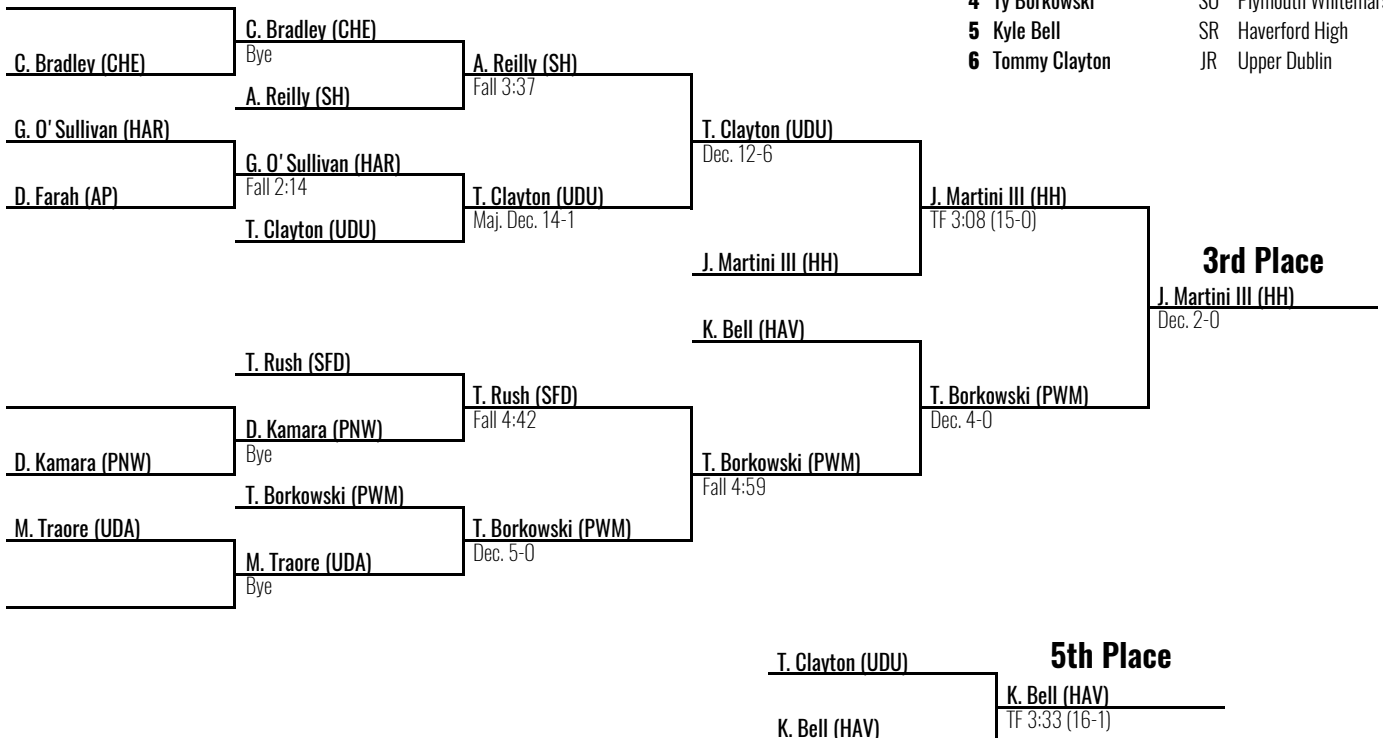 4 Ty Borkowski SO Plymouth
5 Kyle Bell SR Haverford High
6 Tommy Clayton JR Upper Dublin
C. Bradley (CHE)
C. Bradley (CHE)
Bye
A. Reilly (SH)
A. Reilly (SH)
Fall 3:37
G. O'Sullivan (HAR)
D. Farah (AP)
G. O'Sullivan (HAR)
Fall 2:14
T. Clayton (UDU)
T. Clayton (UDU)
Maj. Dec. 14-1
T. Clayton (UDU)
Dec. 12-6
J. Martini III (HH)
J. Martini III (HH)
TF 3:08 (15-0)
3rd Place
J. Martini III (HH)
Dec. 2-0
K. Bell (HAV)
T. Rush (SFD)
T. Rush (SFD)
Fall 4:42
D. Kamara (PNW)
D. Kamara (PNW)
Bye
T. Borkowski (PWM)
Dec. 4-0
T. Borkowski (PWM)
Fall 4:59
T. Borkowski (PWM)
T. Borkowski (PWM)
Dec. 5-0
M. Traore (UDA)
M. Traore (UDA)
Bye
5th Place
T. Clayton (UDU)
K. Bell (HAV)
TF 3:33 (16-1)
K. Bell (HAV)